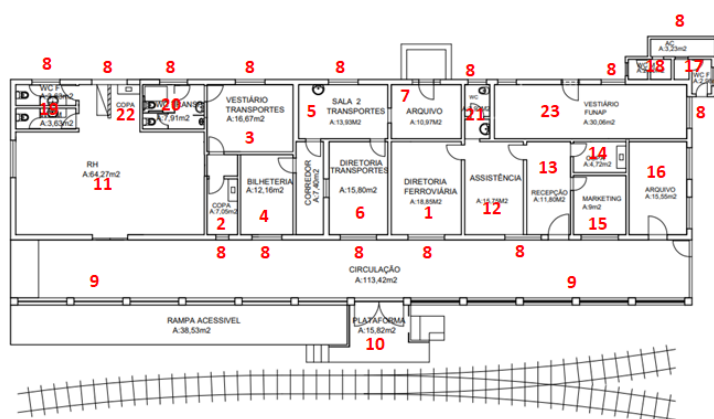 8
AC
A:3,23m2
8 8 8 8 8 8 18 17
WC F
A:3,63m2
COPA
22
20
A:7,91m2
VESTIÁRIO
TRANSPORTES
A:16,67m2
3
5
SALA 2
TRANSPORTES
A:13,93M2
7
ARQUIVO
A:10,97M2
WC
21
23
VESTIÁRIO
FUNAP
A:30,06m2
8
A:3,63m2
RH
A:64,27m2
11
COPA
A:7,05m2
2
BILHETERIA
A:12,16m2
4
CORREDOR
A:7,40m2
DIRETORIA
TRANSPORTES
A:15,80m2
6
DIRETORIA
FERROVIÁRIA
A:18,85M2
1
ASSISTÊNCIA
12
13
RECEPÇÃO
A:11,80m2
14
A:4,72m2
MARKETING
A:9m2
15
16
ARQUIVO
A:15,55m2
8 8 8 8 8
9
CIRCULAÇÃO
A:113,42m2
9
RAMPA ACESSIVEL
A:38,53m2
PLATAFORMA
A:15,82m2
10